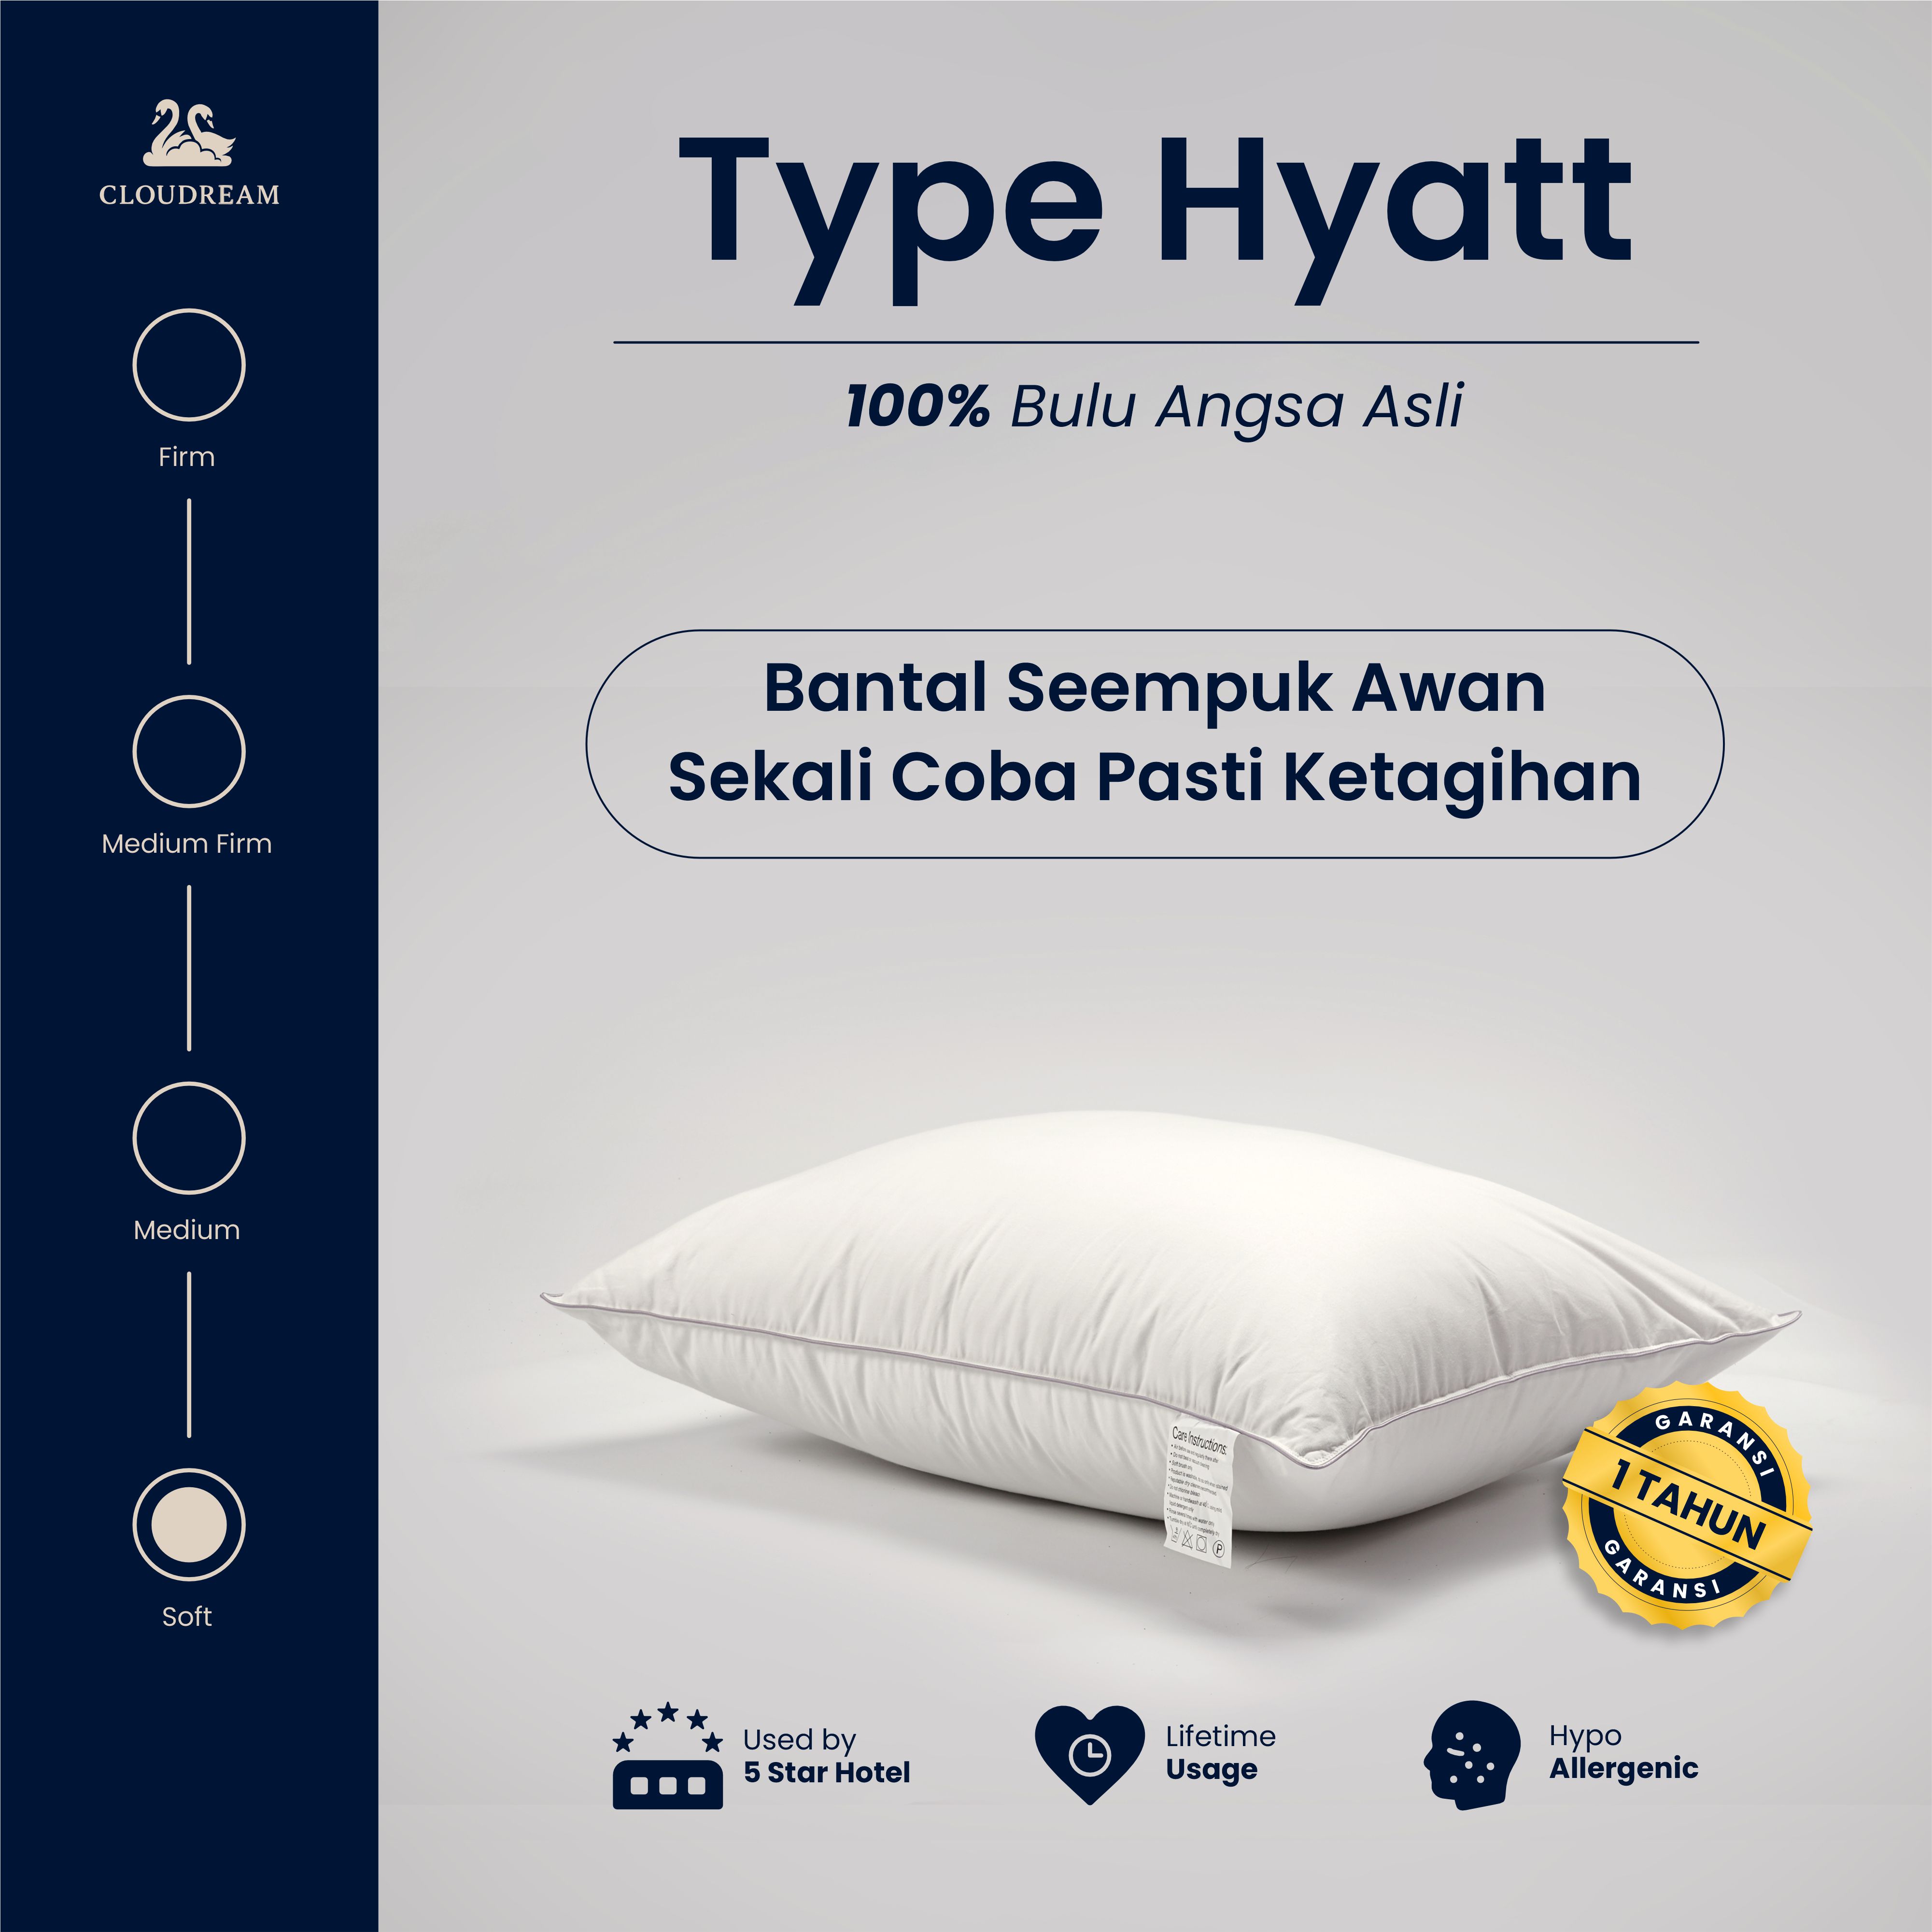 CLOUDREAM
Firm
Medium Firm
Medium
Soft
Type Hyatt
100% Bulu Angsa Asli
Bantal Seempuk Awan
Sekali Coba Pasti Ketagihan
Care Instructions:
GARANSI
1 TAHUN
GARANSI
Used by
5 Star Hotel
Lifetime
Usage
Hypo
Allergenic